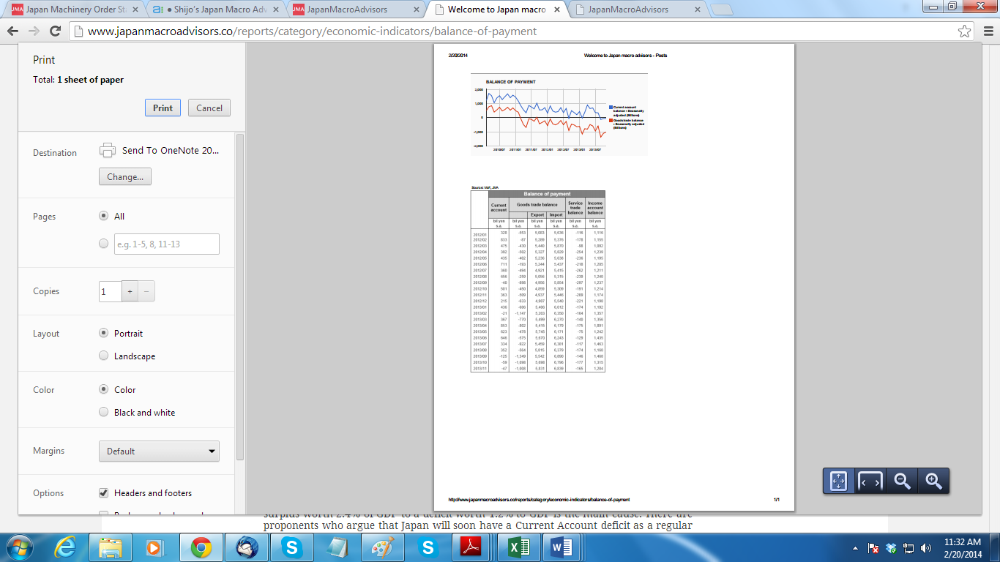 Japan Machinery Order St
● Shijo's Japan Macro Adv
JapanMacroAdvisors
Welcome to Japan macro
JapanMacroAdvisors
www.japanmacroadvisors.co/reports/category/economic-indicators/balance-of-payment
Print
Total: 1 sheet of paper
Print
Cancel
Destination
Send To OneNote 20...
Change...
Pages
All
e.g. 1-5, 8, 11-13
Copies
1
+
−
Layout
Portrait
Landscape
Color
Color
Black and white
Margins
Default
Options
Headers and footers
2/20/2014
Welcome to Japan macro advisors - Posts
BALANCE OF PAYMENT
2,000
1,000
0
-1,000
-2,000
2010/07 2011/01 2011/07 2012/01 2012/07 2013/01 2013/07
Current account
balance - Seasonally
adjusted (Billions)
Goods trade balance
- Seasonally adjusted
(Billions)
Source: MoF, JMA
Balance of payment
Current account
Goods trade balance
Service trade balance
Income account balance
Export Import
bil yen bil yen bil yen bil yen bil yen bil yen
s.a. s.a. s.a. s.a. s.a. s.a.
2012/01 328 -553 5,083 5,636 -116 1,116
2012/02 833 -87 5,289 5,376 -178 1,155
2012/03 475 -430 5,440 5,870 -98 1,092
2012/04 392 -502 5,327 5,829 -254 1,239
2012/05 435 -402 5,236 5,638 -236 1,195
2012/06 711 -193 5,244 5,437 -218 1,205
2012/07 360 -494 4,921 5,415 -262 1,211
2012/08 656 -259 5,056 5,315 -239 1,240
2012/09 -40 -898 4,956 5,854 -297 1,237
2012/10 501 -450 4,859 5,309 -191 1,214
2012/11 363 -509 4,937 5,446 -208 1,174
2012/12 215 -633 4,907 5,540 -221 1,198
2013/01 436 -606 5,406 6,012 -174 1,192
2013/02 -21 -1,147 5,203 6,350 -164 1,357
2013/03 367 -770 5,499 6,270 -140 1,356
2013/04 853 -802 5,415 6,179 -175 1,891
2013/05 623 -478 5,745 6,171 -75 1,242
2013/06 646 -575 5,670 6,243 -129 1,435
2013/07 334 -822 5,459 6,381 -117 1,463
2013/08 352 -564 5,815 6,379 -174 1,160
2013/09 -125 -1,349 5,542 6,890 -146 1,468
2013/10 -59 -1,098 5,698 6,796 -177 1,315
2013/11 -47 -1,008 5,831 6,839 -165 1,284
http://www.japanmacroadvisors.co/reports/category/economic-indicators/balance-of-payment
1/1
surplus worth 2.4% of GDP to a deficit worth 1.2% to GDP is the main cause. There are
proponents who argue that Japan will soon have a Current Account deficit as a regular
11:32 AM
2/20/2014